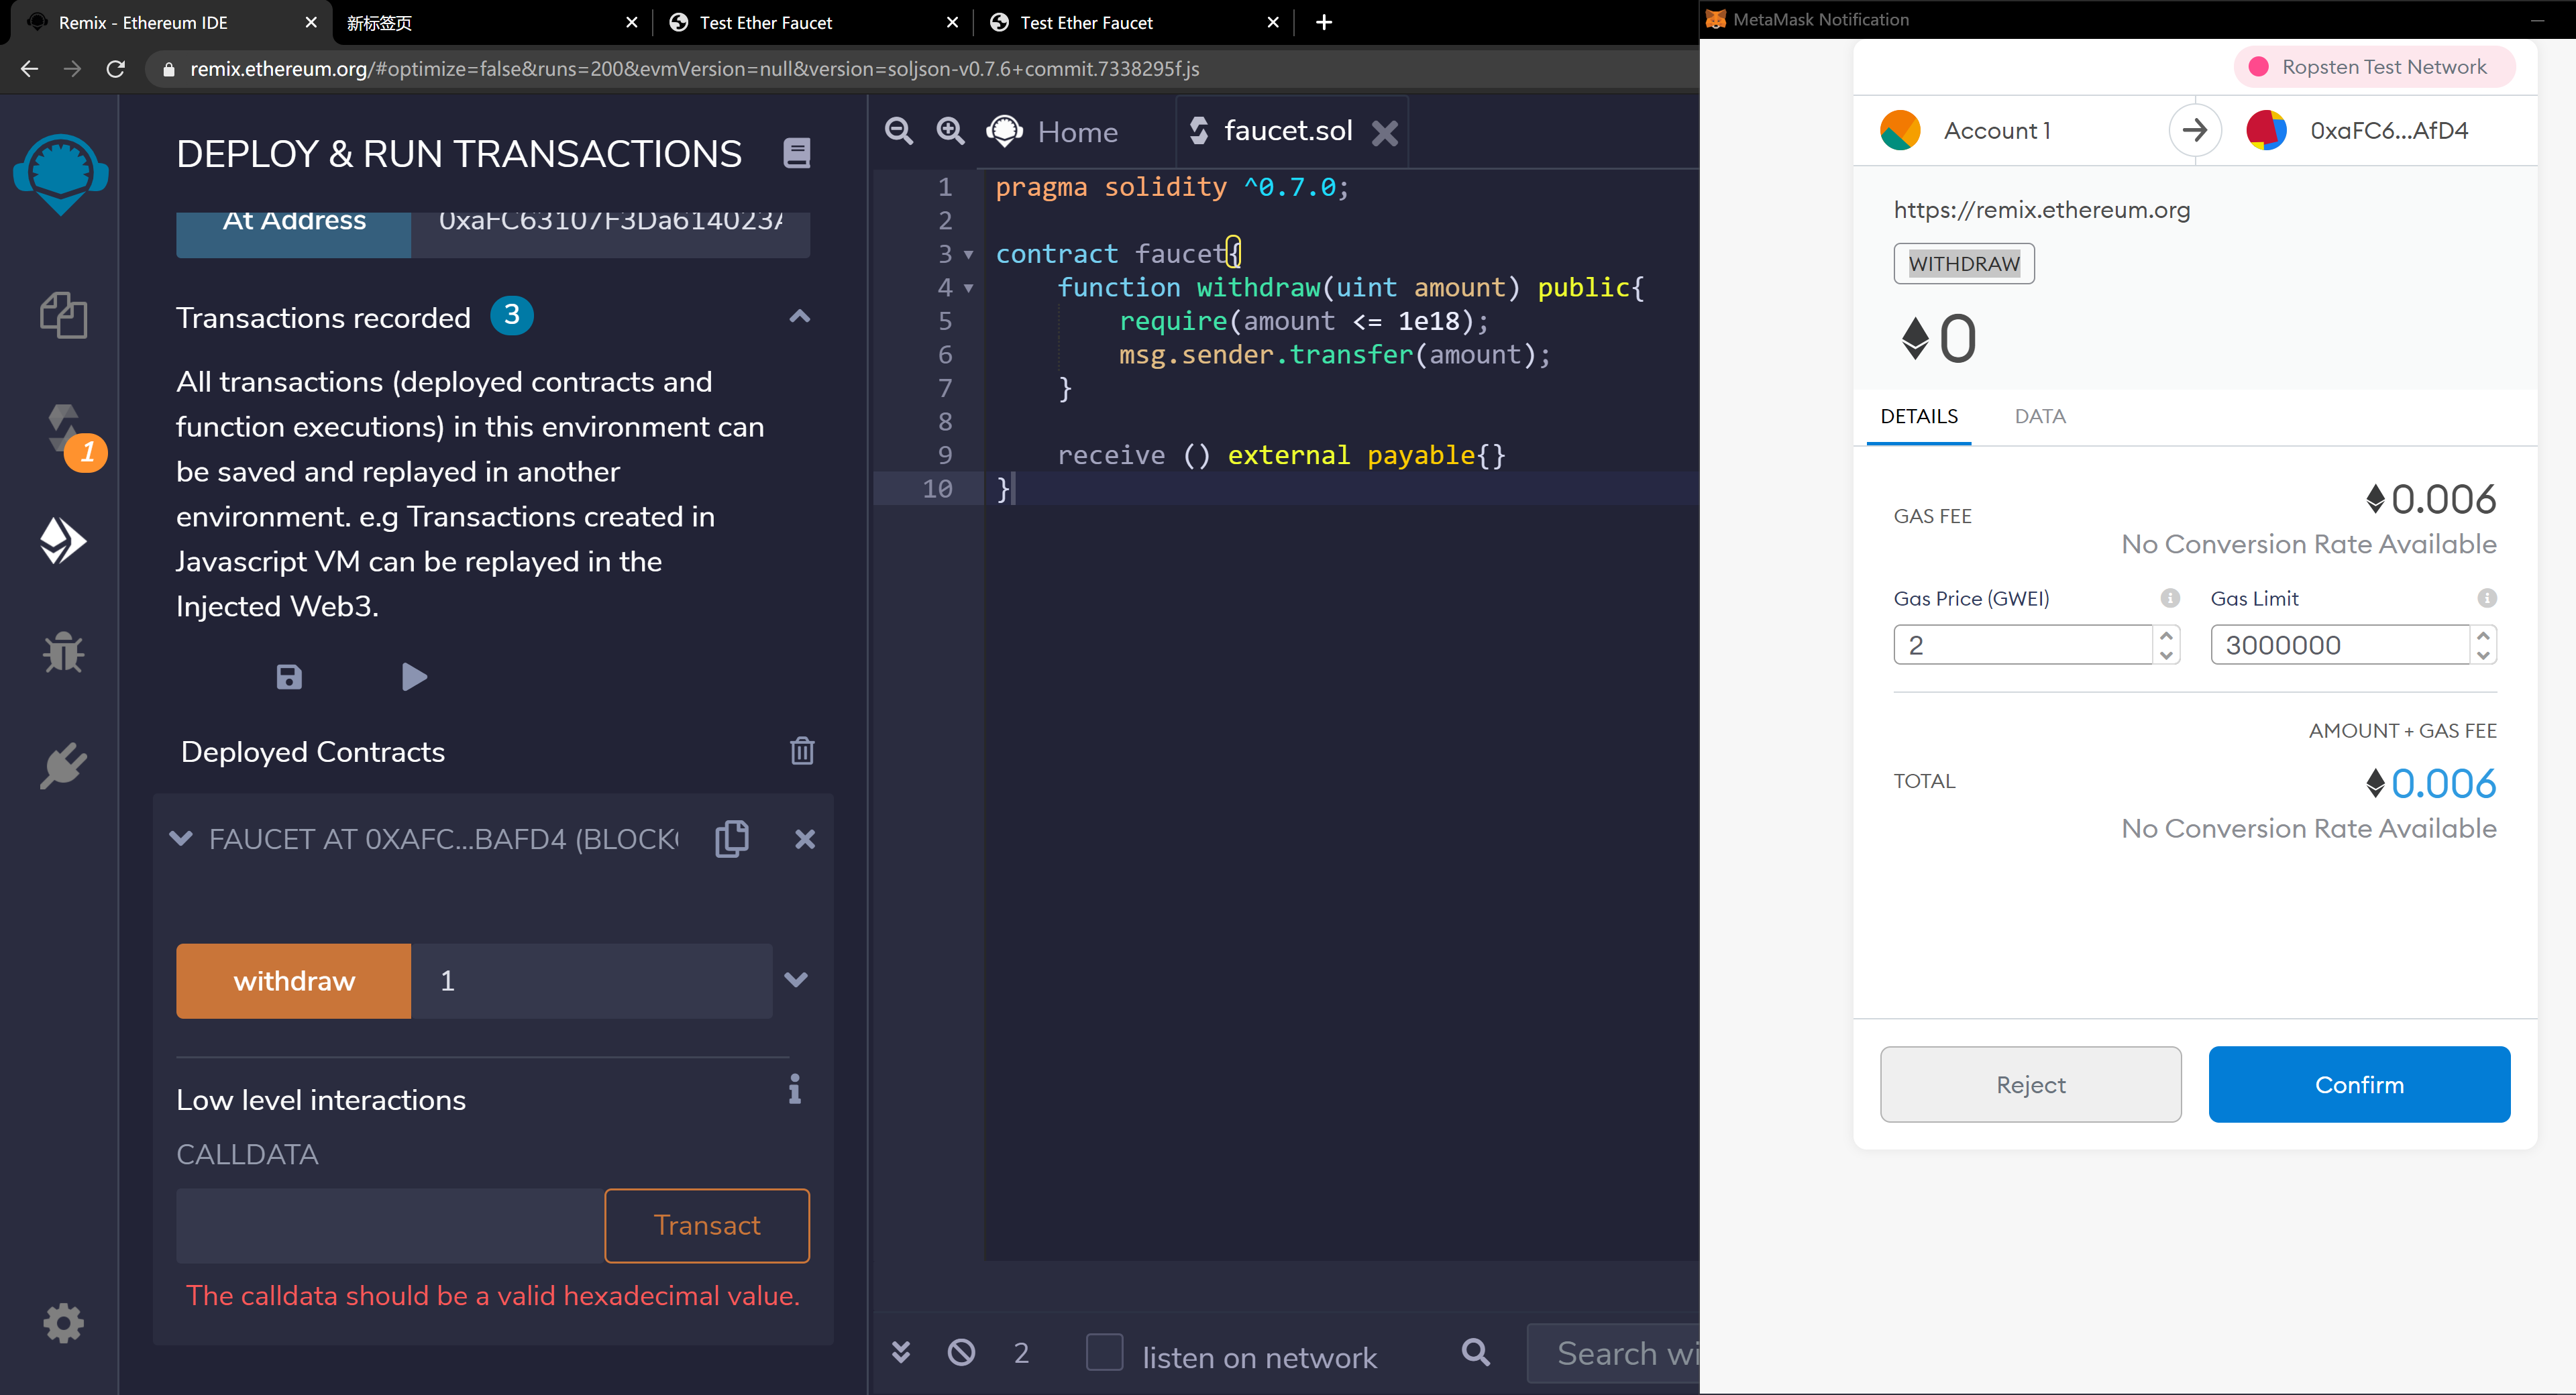 Remix - Ethereum IDE
新标签页
Test Ether Faucet
Test Ether Faucet
remix.ethereum.org/#optimize=false&runs=200&evmVersion=null&version=soljson-v0.7.6+commit.7338295f.js
DEPLOY & RUN TRANSACTIONS
At Address 0xaFC63107F3Da614023A
Transactions recorded 3
All transactions (deployed contracts and
function executions) in this environment can
be saved and replayed in another
environment. e.g Transactions created in
Javascript VM can be replayed in the
Injected Web3.
1
Deployed Contracts
FAUCET AT 0XAFC...BAFD4 (BLOCKC
withdraw 1
Low level interactions
CALLDATA
Transact
The calldata should be a valid hexadecimal value.
Home
faucet.sol
1 pragma solidity ^0.7.0;
2
3 contract faucet{
4 function withdraw(uint amount) public{
5 require(amount <= 1e18);
6 msg.sender.transfer(amount);
7 }
8
9 receive () external payable{}
10 }
2 listen on network Search wi
MetaMask Notification
Ropsten Test Network
Account 1 0xaFC6...AfD4
https://remix.ethereum.org
WITHDRAW
0
DETAILS DATA
GAS FEE 0.006
No Conversion Rate Available
Gas Price (GWEI) Gas Limit
2 3000000
AMOUNT + GAS FEE
TOTAL 0.006
No Conversion Rate Available
Reject Confirm